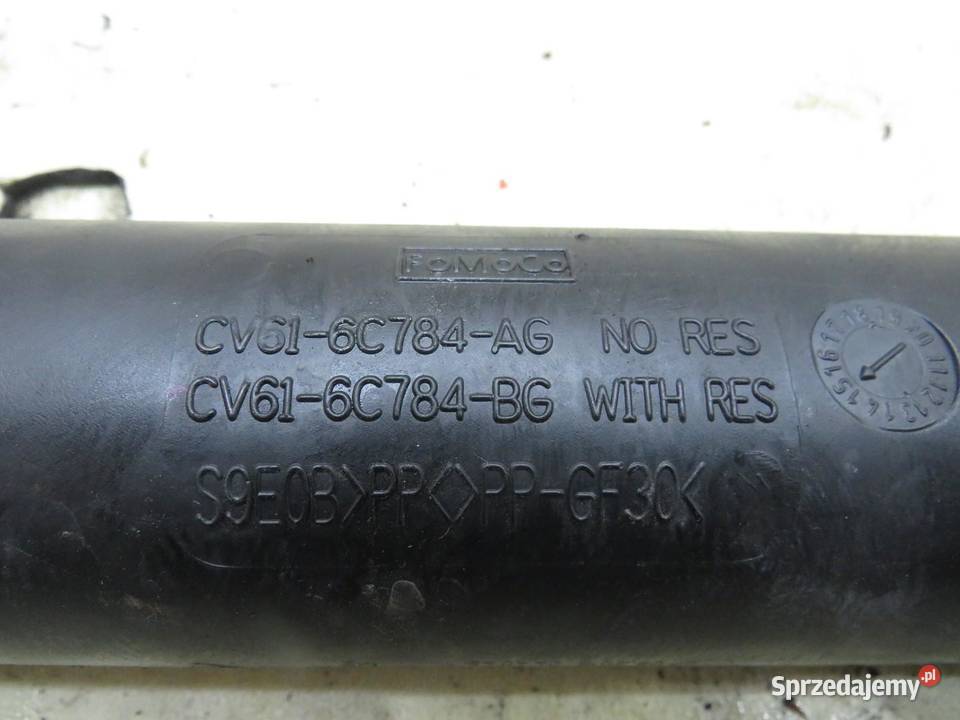 FoMoCo
CV61-6C784-AG NO RES
CV61-6C784-BG WITH RES
S9E0B>PP<>PP-GF30<
Sprzedajemy.pl